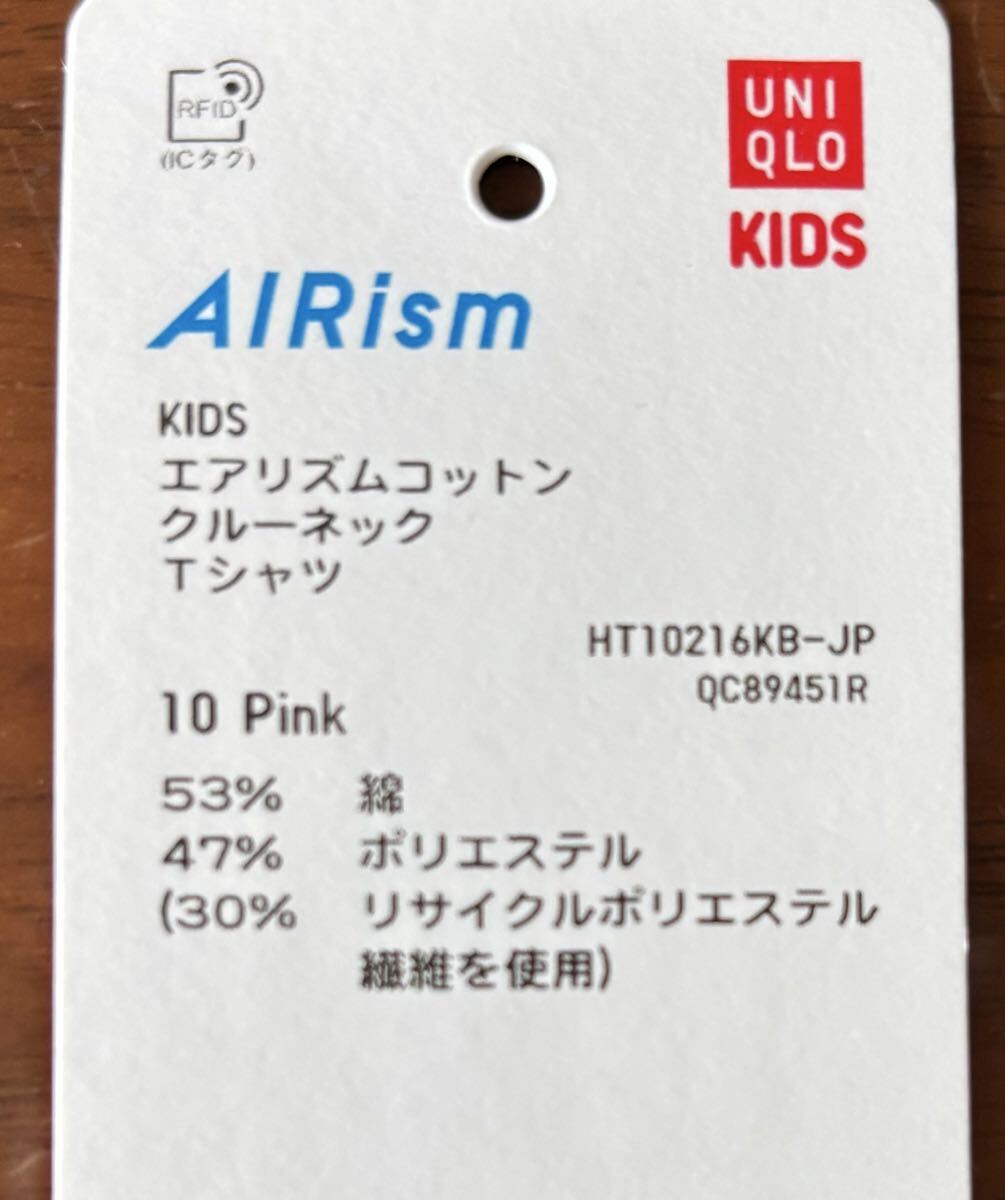 RFID
(ICタグ)
UNI
QLO
KIDS
AIRism
KIDS
エアリズムコットン
クルーネック
Tシャツ
HT10216KB-JP
QC89451R
10 Pink
53% 綿
47% ポリエステル
(30% リサイクルポリエステル
繊維を使用)